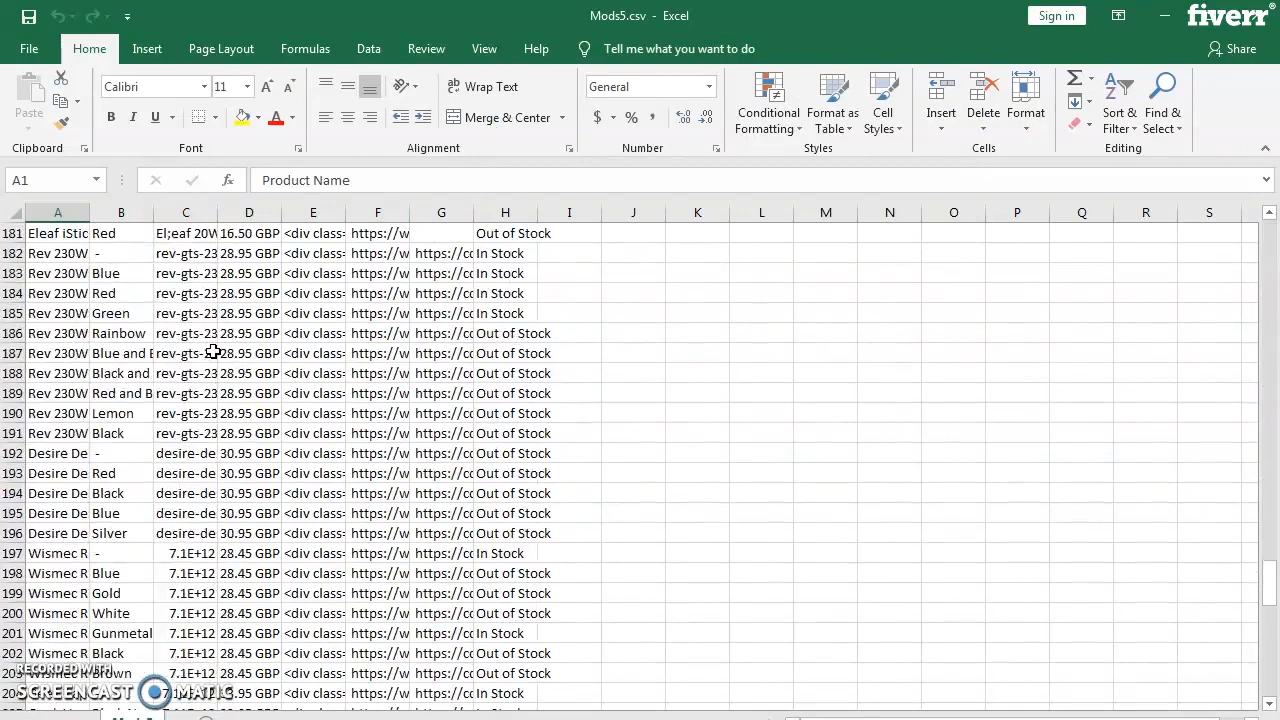 Mods5.csv - Excel
Sign in
fiverr®
File Home Insert Page Layout Formulas Data Review View Help Tell me what you want to do Share
Calibri 11 Wrap Text General
Paste B I U Merge & Center $ % Conditional Formatting Format as Table Cell Styles Insert Delete Format Sort & Filter Find & Select
Clipboard Font Alignment Number Styles Cells Editing
A1 fx Product Name
A B C D E F G H I J K L M N O P Q R S
181 Eleaf iStic Red El;eaf 20W 16.50 GBP <div class= https://w Out of Stock
182 Rev 230W - rev-gts-23 28.95 GBP <div class= https://w https://cc In Stock
183 Rev 230W Blue rev-gts-23 28.95 GBP <div class= https://w https://cc In Stock
184 Rev 230W Red rev-gts-23 28.95 GBP <div class= https://w https://cc In Stock
185 Rev 230W Green rev-gts-23 28.95 GBP <div class= https://w https://cc In Stock
186 Rev 230W Rainbow rev-gts-23 28.95 GBP <div class= https://w https://cc Out of Stock
187 Rev 230W Blue and B rev-gts- 28.95 GBP <div class= https://w https://cc Out of Stock
188 Rev 230W Black and rev-gts-23 28.95 GBP <div class= https://w https://cc Out of Stock
189 Rev 230W Red and B rev-gts-23 28.95 GBP <div class= https://w https://cc Out of Stock
190 Rev 230W Lemon rev-gts-23 28.95 GBP <div class= https://w https://cc Out of Stock
191 Rev 230W Black rev-gts-23 28.95 GBP <div class= https://w https://cc Out of Stock
192 Desire De - desire-de 30.95 GBP <div class= https://w https://cc Out of Stock
193 Desire De Red desire-de 30.95 GBP <div class= https://w https://cc Out of Stock
194 Desire De Black desire-de 30.95 GBP <div class= https://w https://cc Out of Stock
195 Desire De Blue desire-de 30.95 GBP <div class= https://w https://cc Out of Stock
196 Desire De Silver desire-de 30.95 GBP <div class= https://w https://cc Out of Stock
197 Wismec R - 7.1E+12 28.45 GBP <div class= https://w https://cc In Stock
198 Wismec R Blue 7.1E+12 28.45 GBP <div class= https://w https://cc Out of Stock
199 Wismec R Gold 7.1E+12 28.45 GBP <div class= https://w https://cc Out of Stock
200 Wismec R White 7.1E+12 28.45 GBP <div class= https://w https://cc Out of Stock
201 Wismec R Gunmetal 7.1E+12 28.45 GBP <div class= https://w https://cc In Stock
202 Wismec R Black 7.1E+12 28.45 GBP <div class= https://w https://cc Out of Stock
203 Wismec R Brown 7.1E+12 28.45 GBP <div class= https://w https://cc Out of Stock
GBP <div class= https://w https://cc In Stock
RECORDED WITH
SCREENCAST MATIC